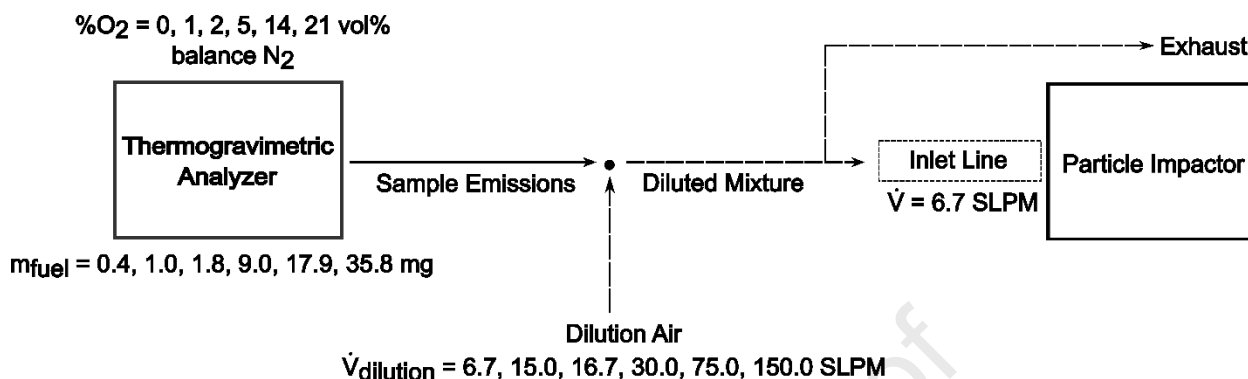 %O2 = 0, 1, 2, 5, 14, 21 vol%
balance N2
Exhaust
Thermogravimetric
Analyzer
Sample Emissions
Diluted Mixture
Inlet Line
V̇ = 6.7 SLPM
Particle Impactor
mfuel = 0.4, 1.0, 1.8, 9.0, 17.9, 35.8 mg
Dilution Air
V̇dilution = 6.7, 15.0, 16.7, 30.0, 75.0, 150.0 SLPM